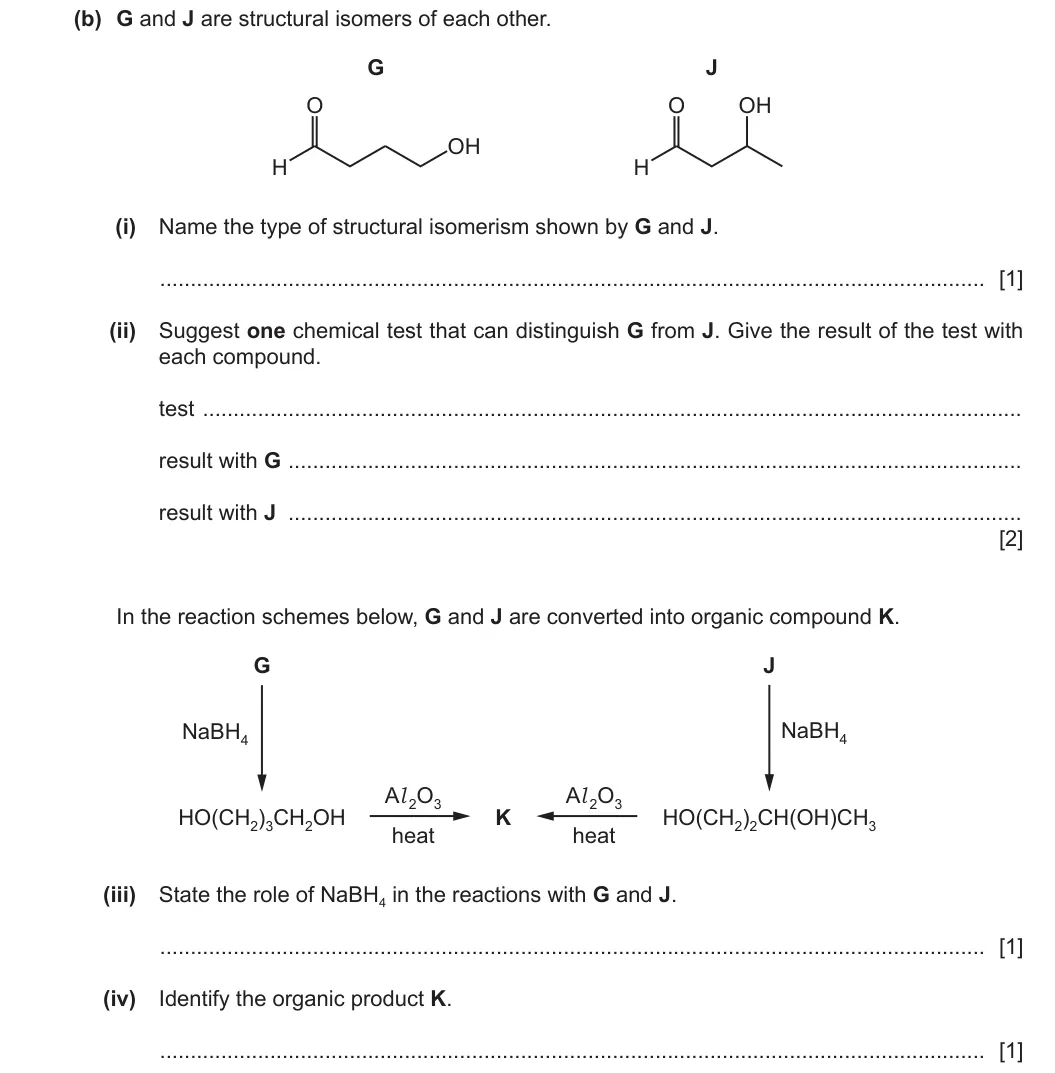 (b) G and J are structural isomers of each other.
G J
O O OH
OH
H H
(i) Name the type of structural isomerism shown by G and J.
.......................................................................................................................................... [1]
(ii) Suggest one chemical test that can distinguish G from J. Give the result of the test with
each compound.
test ..........................................................................................................................................
result with G ..........................................................................................................................
result with J ..........................................................................................................................
[2]
In the reaction schemes below, G and J are converted into organic compound K.
G J
NaBH₄ NaBH₄
Al₂O₃ Al₂O₃
HO(CH₂)₃CH₂OH K HO(CH₂)₂CH(OH)CH₃
heat heat
(iii) State the role of NaBH₄ in the reactions with G and J.
.......................................................................................................................................... [1]
(iv) Identify the organic product K.
.......................................................................................................................................... [1]